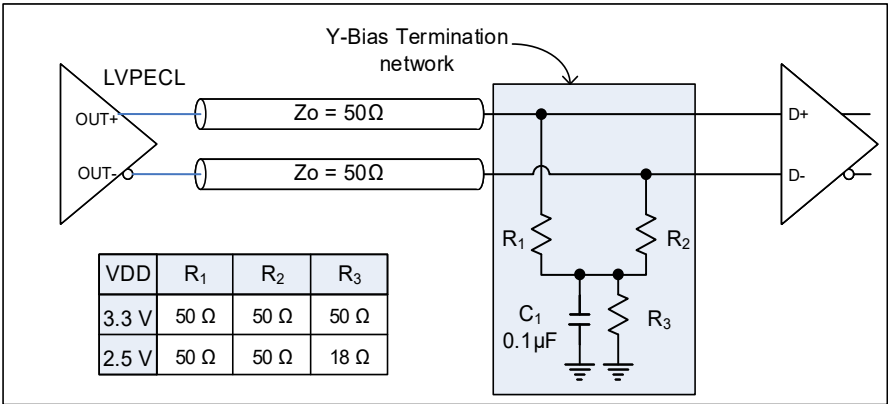 Y-Bias Termination
network
LVPECL
OUT+
OUT-
Zo = 50Ω
Zo = 50Ω
D+
D-
R1
R2
C1
0.1µF
R3
VDD R1 R2 R3
3.3 V 50 Ω 50 Ω 50 Ω
2.5 V 50 Ω 50 Ω 18 Ω